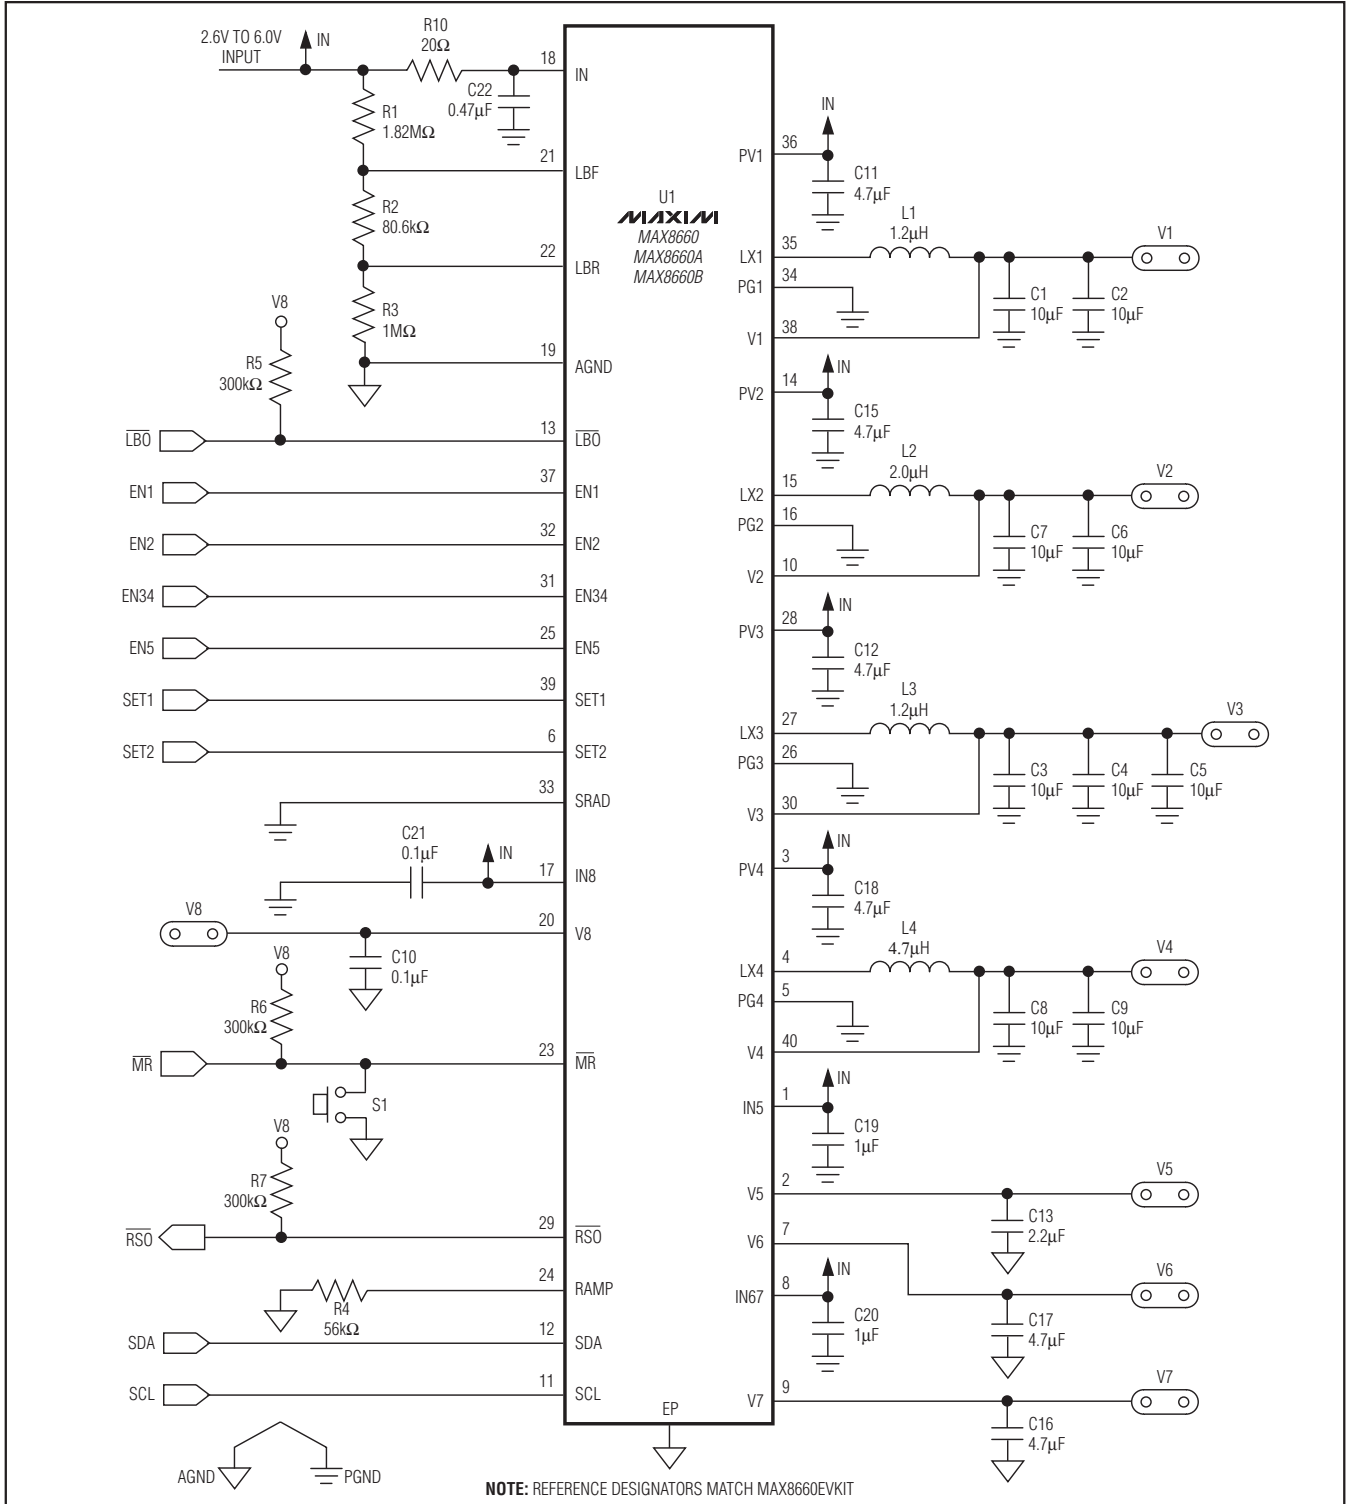 2.6V TO 6.0V
INPUT
IN
R10
20Ω
18
IN
C22
0.47µF
R1
1.82MΩ
21
LBF
R2
80.6kΩ
22
LBR
R3
1MΩ
19
AGND
V8
R5
300kΩ
LBO
13
LBO
EN1
37
EN1
EN2
32
EN2
EN34
31
EN34
EN5
25
EN5
SET1
39
SET1
SET2
6
SET2
33
SRAD
C21
0.1µF
IN
17
IN8
V8
20
V8
C10
0.1µF
V8
R6
300kΩ
MR
23
MR
S1
V8
R7
300kΩ
RSO
29
RSO
24
RAMP
R4
56kΩ
SDA
12
SDA
SCL
11
SCL
AGND
PGND
U1
MAXIM
MAX8660
MAX8660A
MAX8660B
EP
IN
PV1
36
C11
4.7µF
L1
1.2µH
V1
LX1
35
PG1
34
C1
10µF
C2
10µF
V1
38
IN
PV2
14
C15
4.7µF
L2
2.0µH
V2
LX2
15
PG2
16
C7
10µF
C6
10µF
V2
10
IN
PV3
28
C12
4.7µF
L3
1.2µH
V3
LX3
27
PG3
26
C3
10µF
C4
10µF
C5
10µF
V3
30
IN
PV4
3
C18
4.7µF
L4
4.7µH
V4
LX4
4
PG4
5
C8
10µF
C9
10µF
V4
40
IN
IN5
1
C19
1µF
V5
V5
2
C13
2.2µF
V6
7
V6
IN
IN67
8
C20
1µF
C17
4.7µF
V7
V7
9
C16
4.7µF
NOTE: REFERENCE DESIGNATORS MATCH MAX8660EVKIT